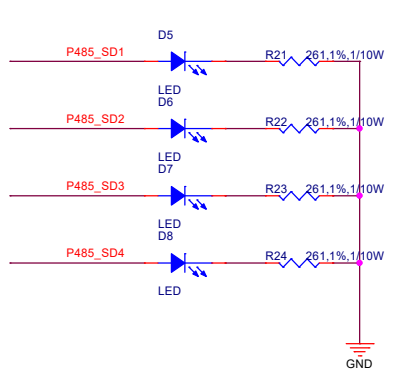 D5
P485_SD1
R21 261,1%,1/10W
LED
D6
P485_SD2
R22 261,1%,1/10W
LED
D7
P485_SD3
R23 261,1%,1/10W
LED
D8
P485_SD4
R24 261,1%,1/10W
LED
GND